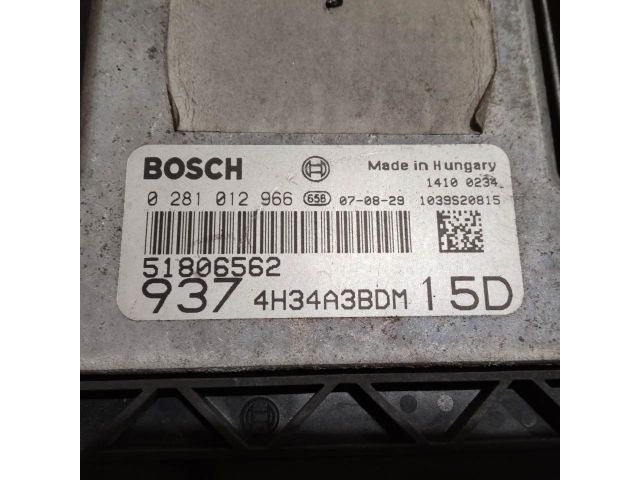 BOSCH Made in Hungary
1410 0234
0 281 012 966 65B 07-08-29 1039S20815
51806562
937 4H34A3BDM 15D